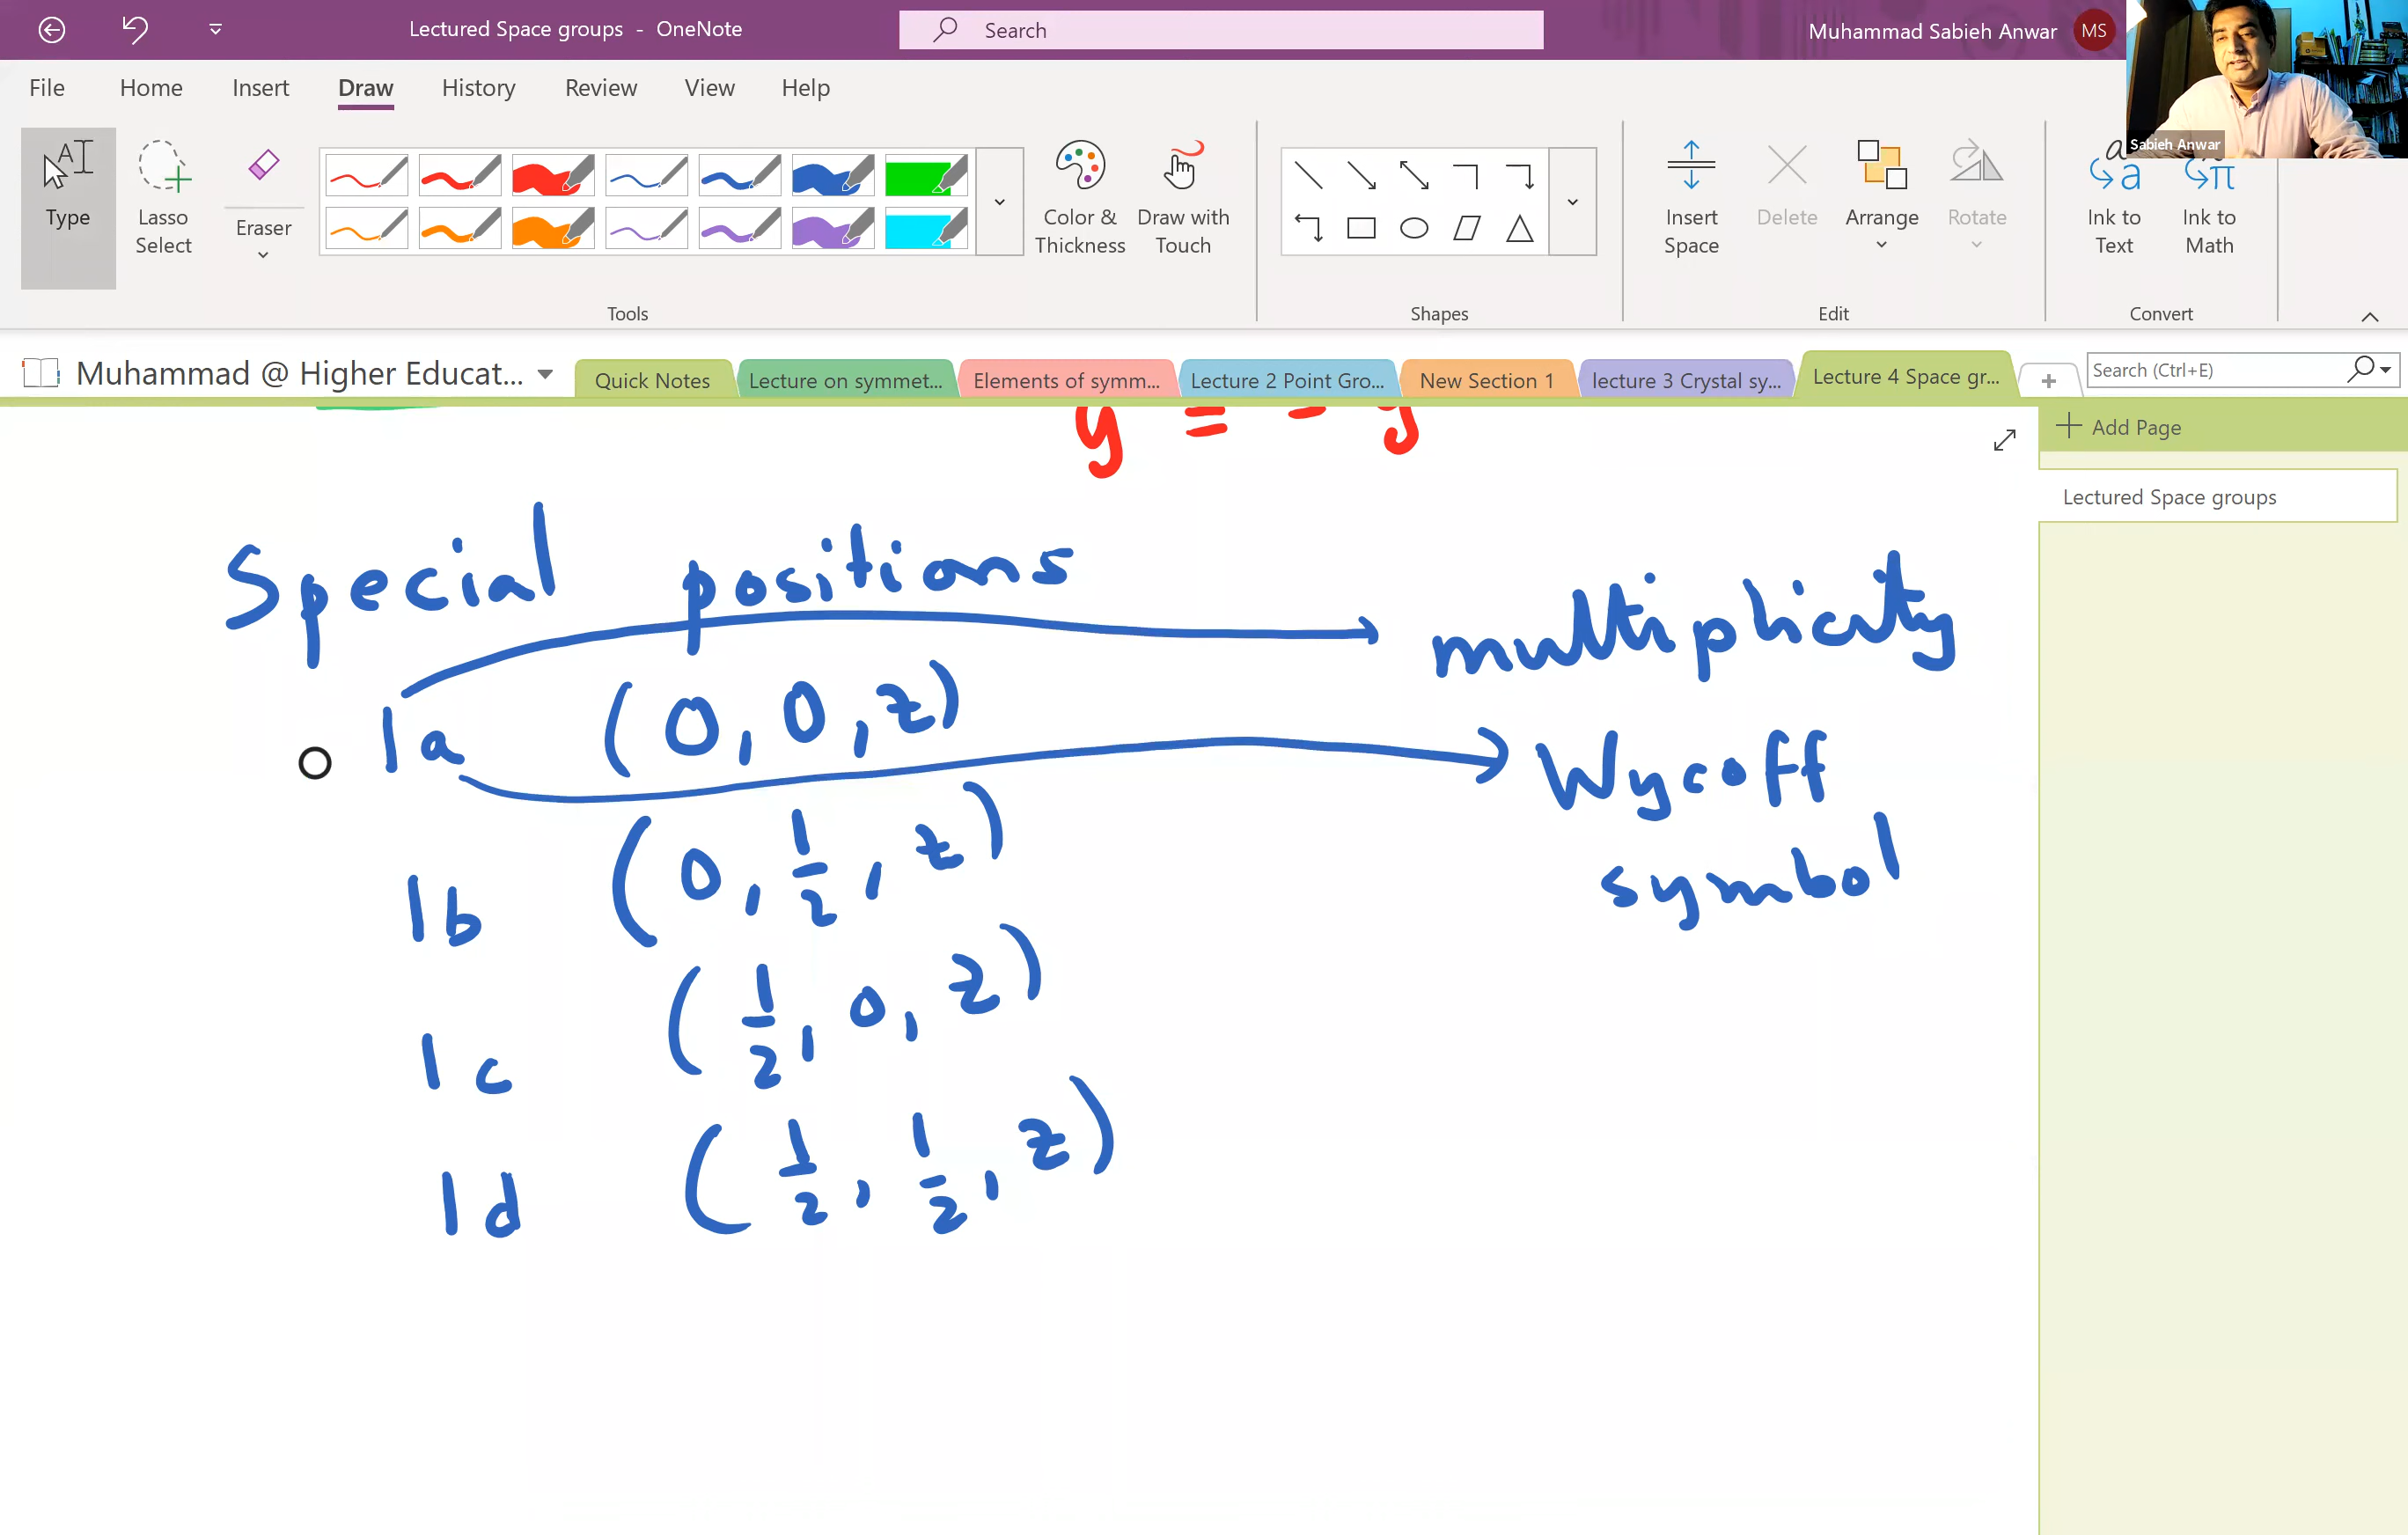 Lectured Space groups - OneNote
Search
Muhammad Sabieh Anwar MS
File Home Insert Draw History Review View Help
Type
Lasso Select
Eraser
Color & Thickness
Draw with Touch
Insert Space
Delete
Arrange
Rotate
Ink to Text
Ink to Math
Sabieh Anwar
Tools Shapes Edit Convert
Muhammad @ Higher Educat...
Quick Notes
Lecture on symmet...
Elements of symm...
Lecture 2 Point Gro...
New Section 1
lecture 3 Crystal sy...
Lecture 4 Space gr...
Search (Ctrl+E)
Add Page
Lectured Space groups
y = - y
Special positions
multiplicity
1a (0, 0, z)
Wycoff
symbol
1b (0, 1/2, z)
1c (1/2, 0, z)
1d (1/2, 1/2, z)